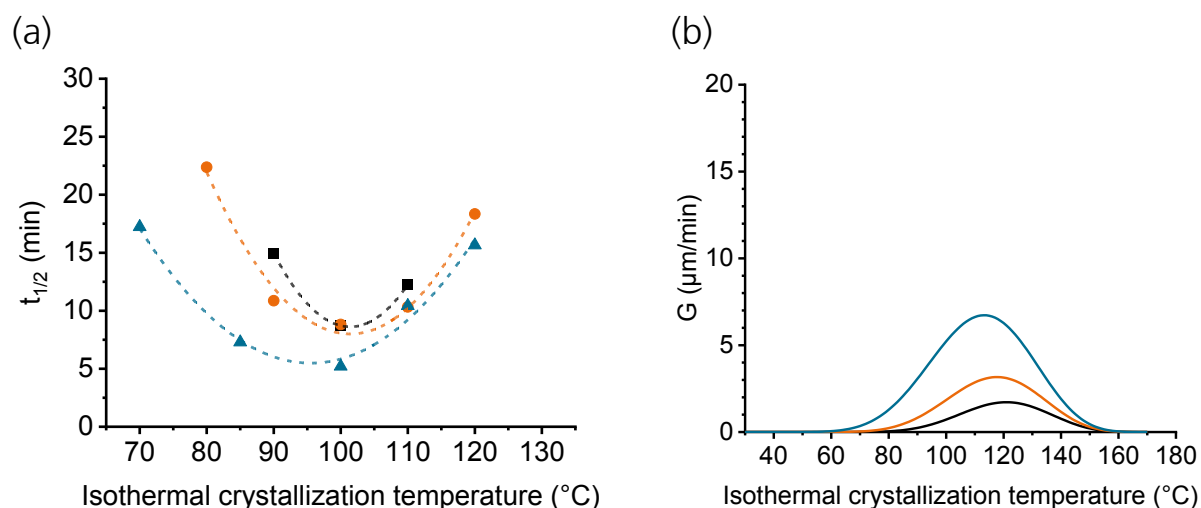 (a)
30
25
20
15
10
5
0
t1/2 (min)
70 80 90 100 110 120 130
Isothermal crystallization temperature (°C)
(b)
20
15
10
5
0
G (µm/min)
40 60 80 100 120 140 160 180
Isothermal crystallization temperature (°C)